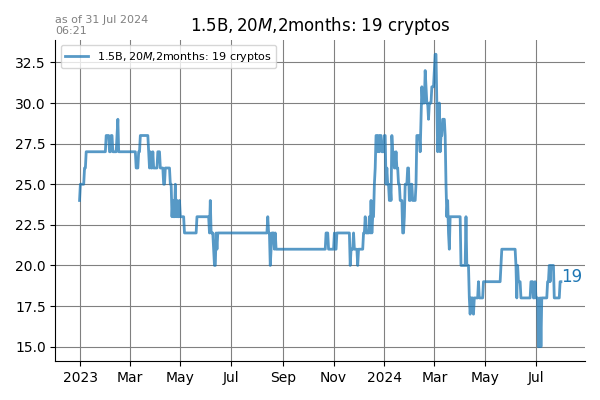 as of 31 Jul 2024
06:21
1.5B, 20M,2months: 19 cryptos
1.5B, 20M,2months: 19 cryptos
32.5
30.0
27.5
25.0
22.5
20.0
17.5
15.0
19
2023 Mar May Jul Sep Nov 2024 Mar May Jul